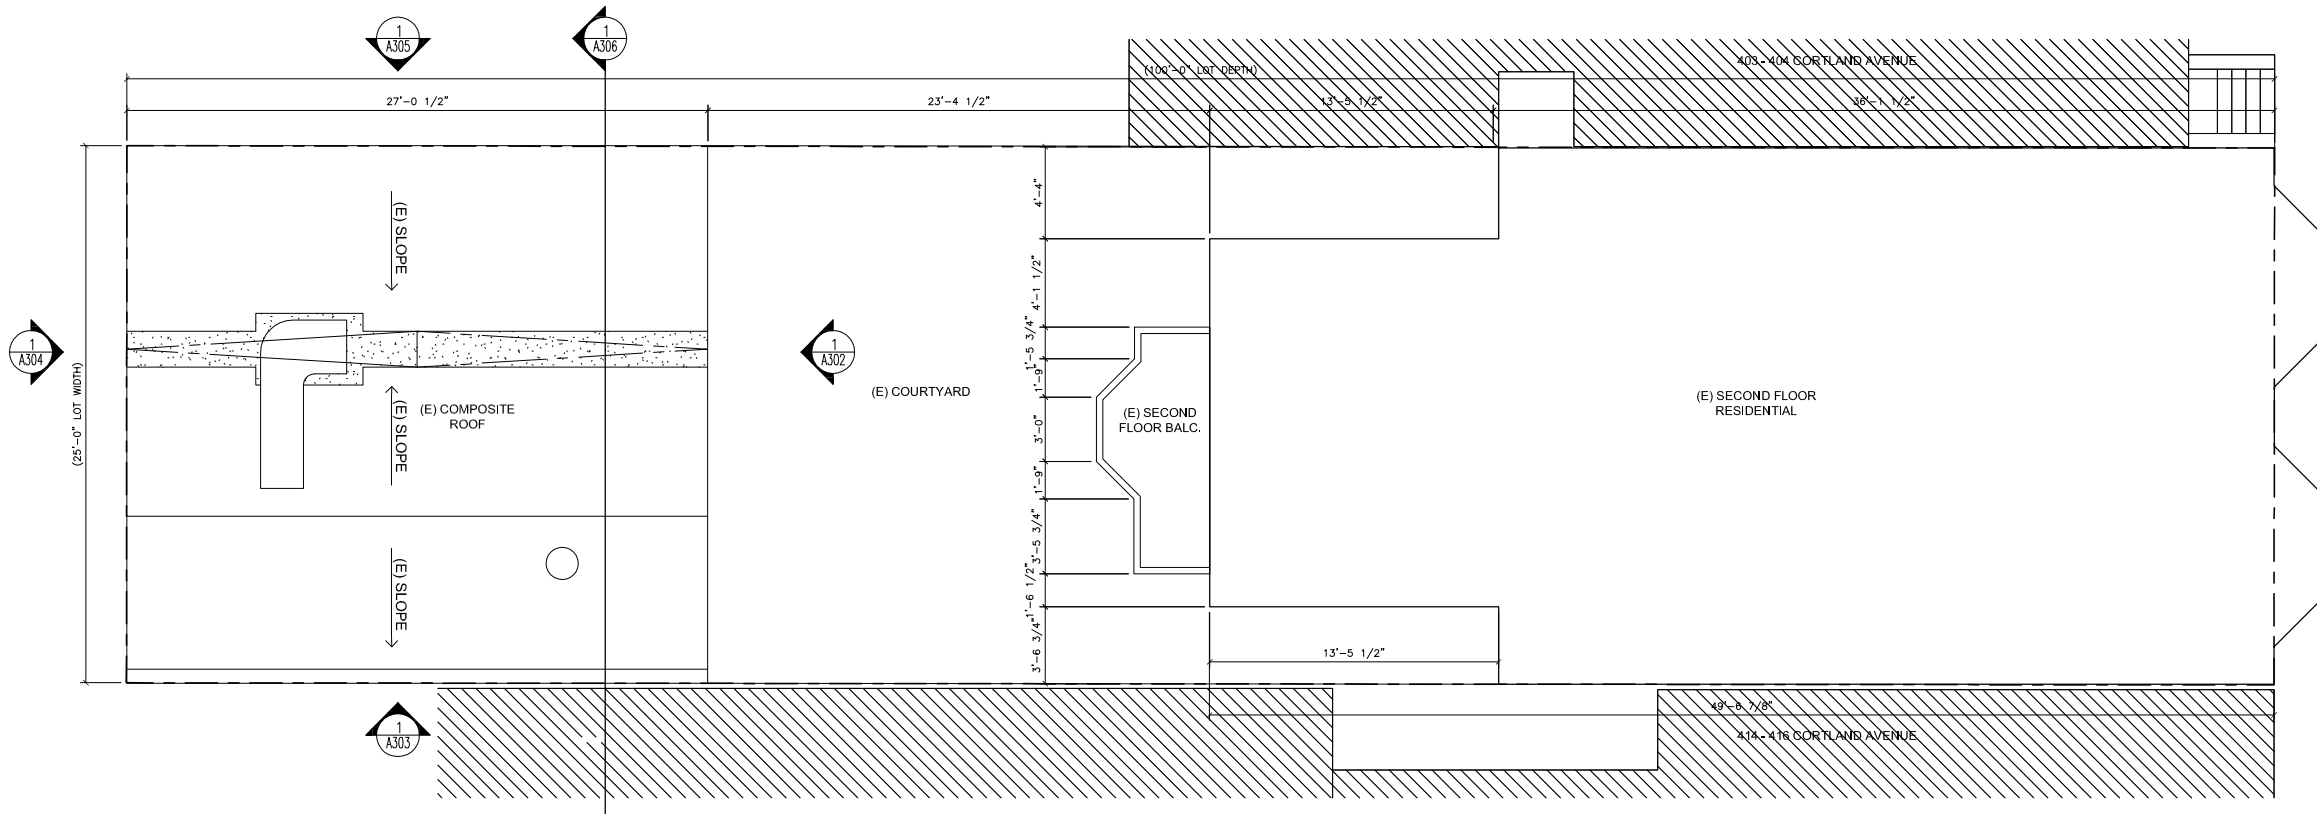 1
A305
1
A306
403 - 404 CORTLAND AVENUE
(100'-0" LOT DEPTH)
27'-0 1/2"
23'-4 1/2"
13'-5 1/2"
36'-1 1/2"
4'-4"
(E) SLOPE
4'-1 1/2"
1'-5 3/4"
1'-9"
3'-0"
1'-9"
3'-5 3/4"
1'-6 1/2"
3'-6 3/4"
1
A304
1
A302
(25'-0" LOT WIDTH)
(E) SLOPE
(E) COMPOSITE
ROOF
(E) COURTYARD
(E) SECOND
FLOOR BALC.
(E) SECOND FLOOR
RESIDENTIAL
(E) SLOPE
13'-5 1/2"
49'-6 7/8"
1
A303
414 - 416 CORTLAND AVENUE